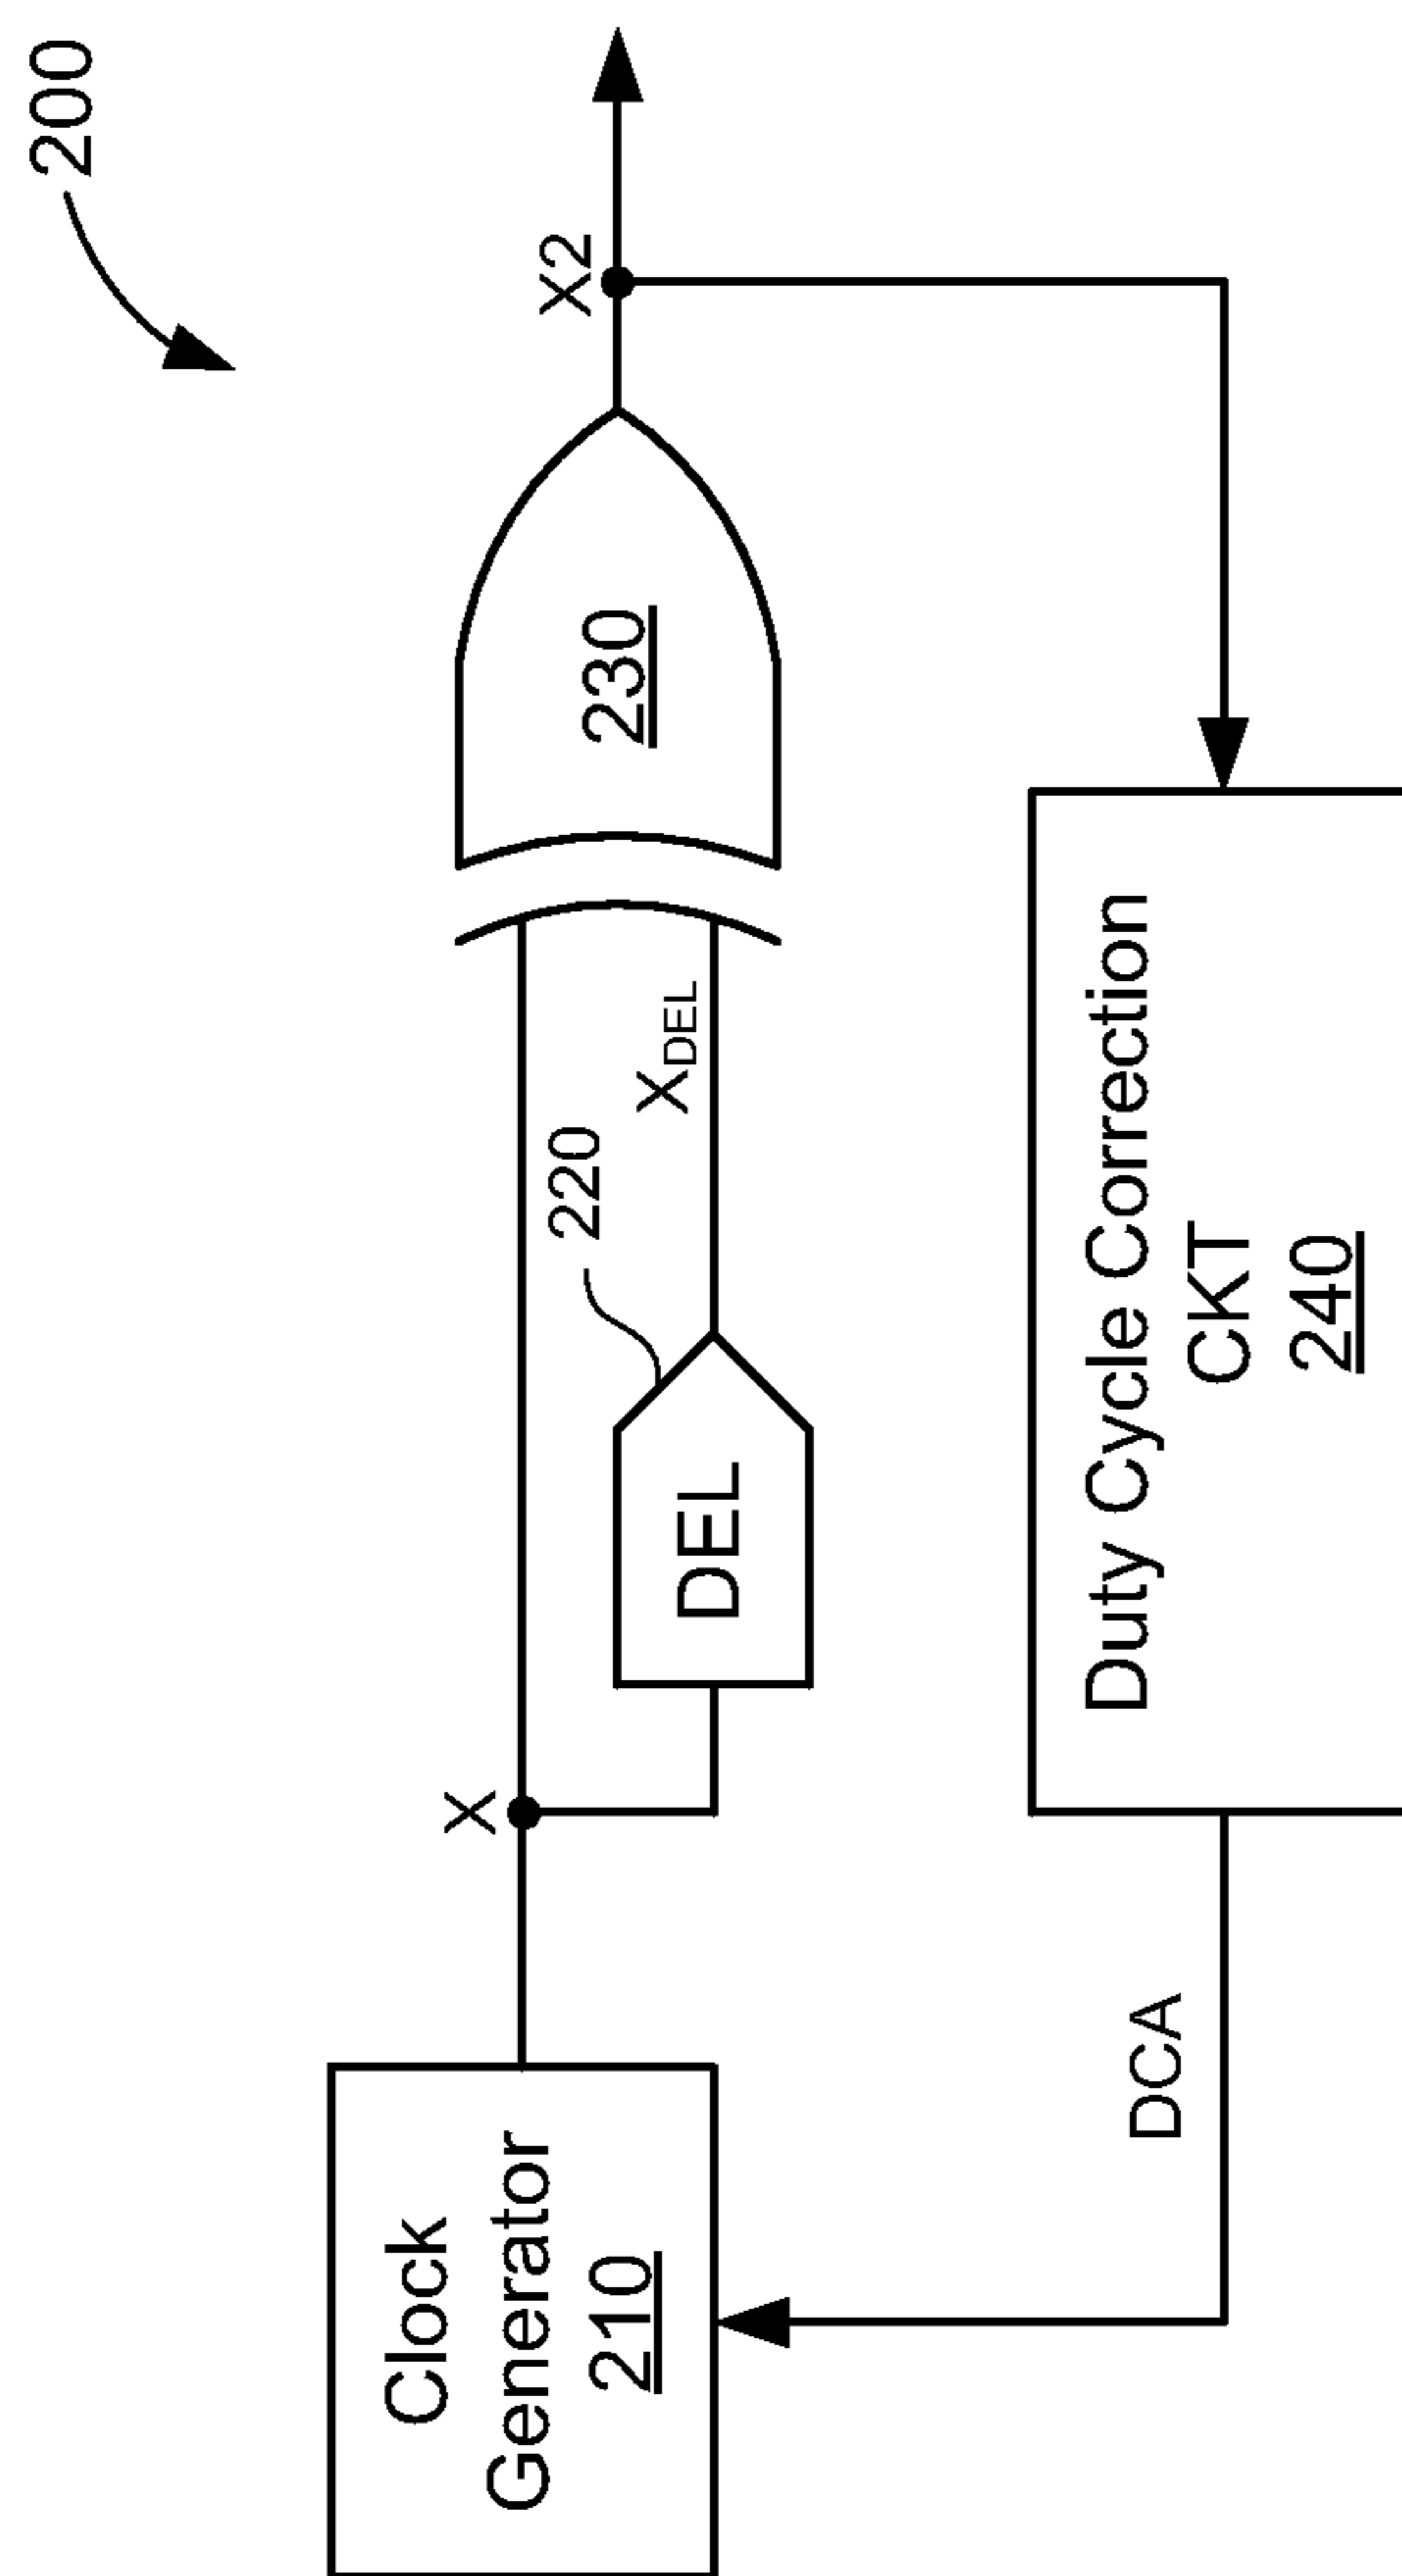 200
Clock
Generator
210
X
DEL
220
XDEL
230
X2
DCA
Duty Cycle Correction
CKT
240